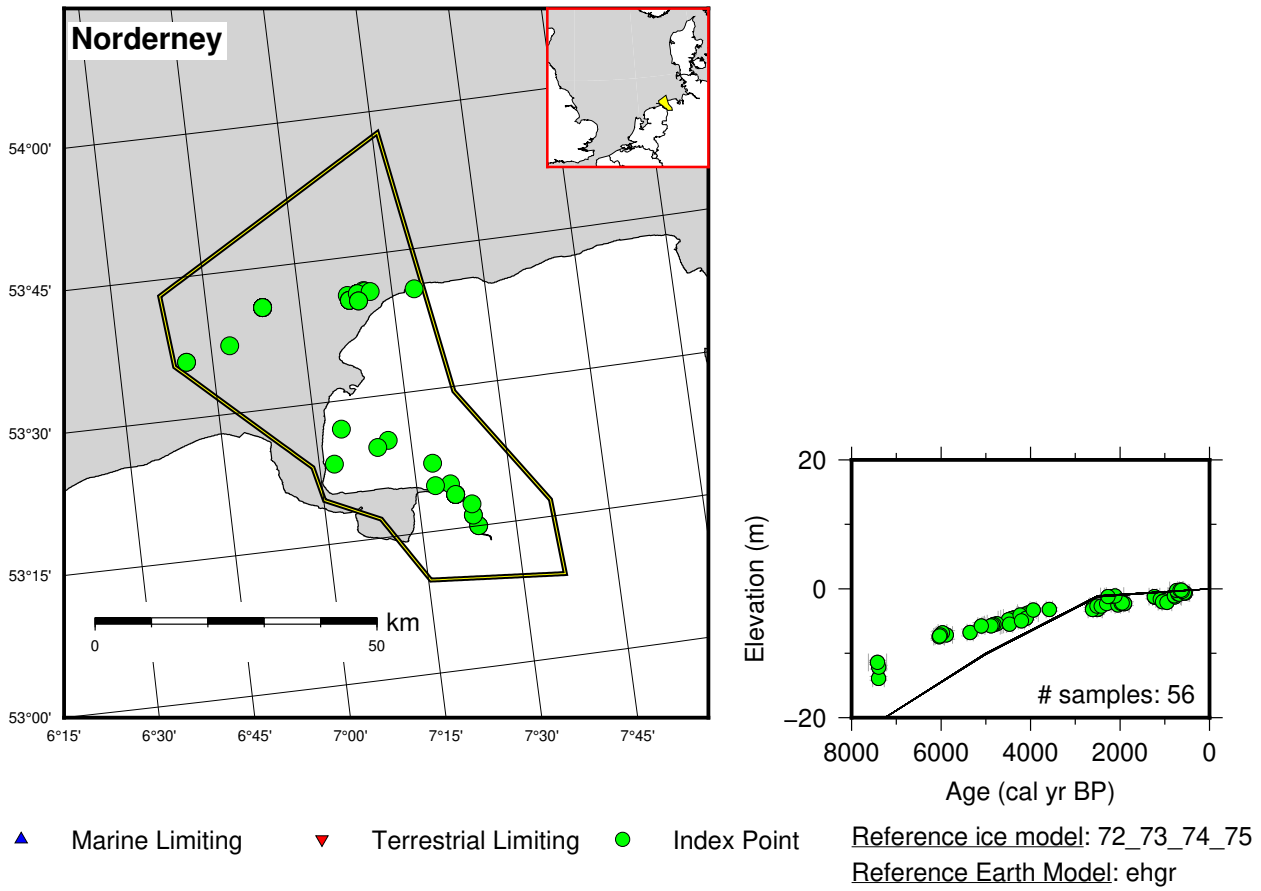 Norderney
54°00'
53°45'
53°30'
53°15'
53°00'
6°15' 6°30' 6°45' 7°00' 7°15' 7°30' 7°45'
km
0 50
20
0
−20
Elevation (m)
# samples: 56
8000 6000 4000 2000 0
Age (cal yr BP)
Marine Limiting Terrestrial Limiting Index Point
Reference ice model: 72_73_74_75
Reference Earth Model: ehgr